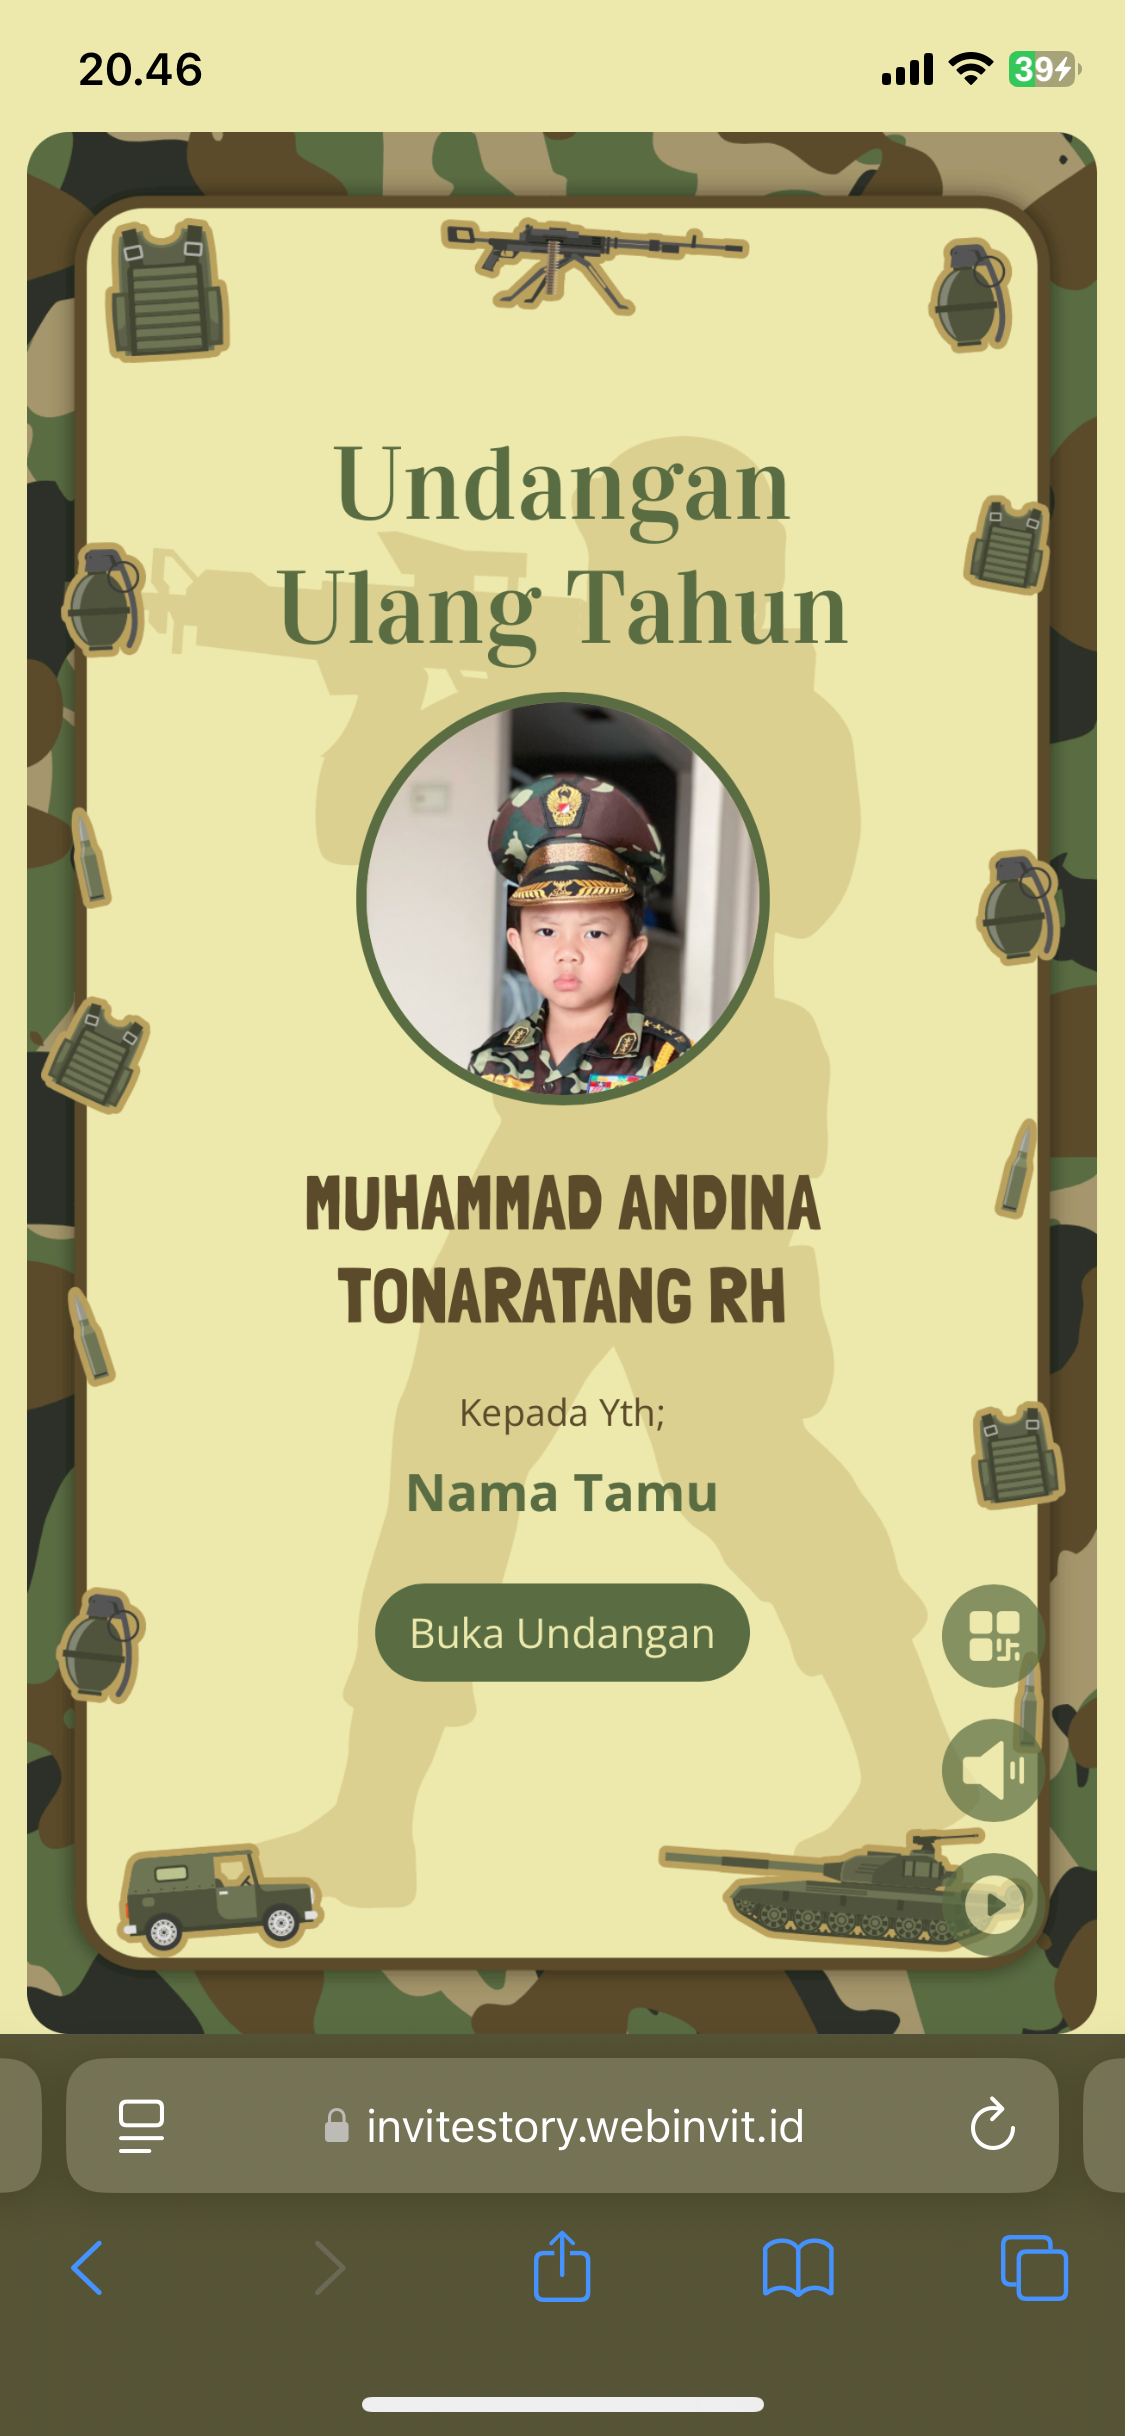 20.46
39
Undangan
Ulang Tahun
MUHAMMAD ANDINA
TONARATANG RH
Kepada Yth;
Nama Tamu
Buka Undangan
invitestory.webinvit.id